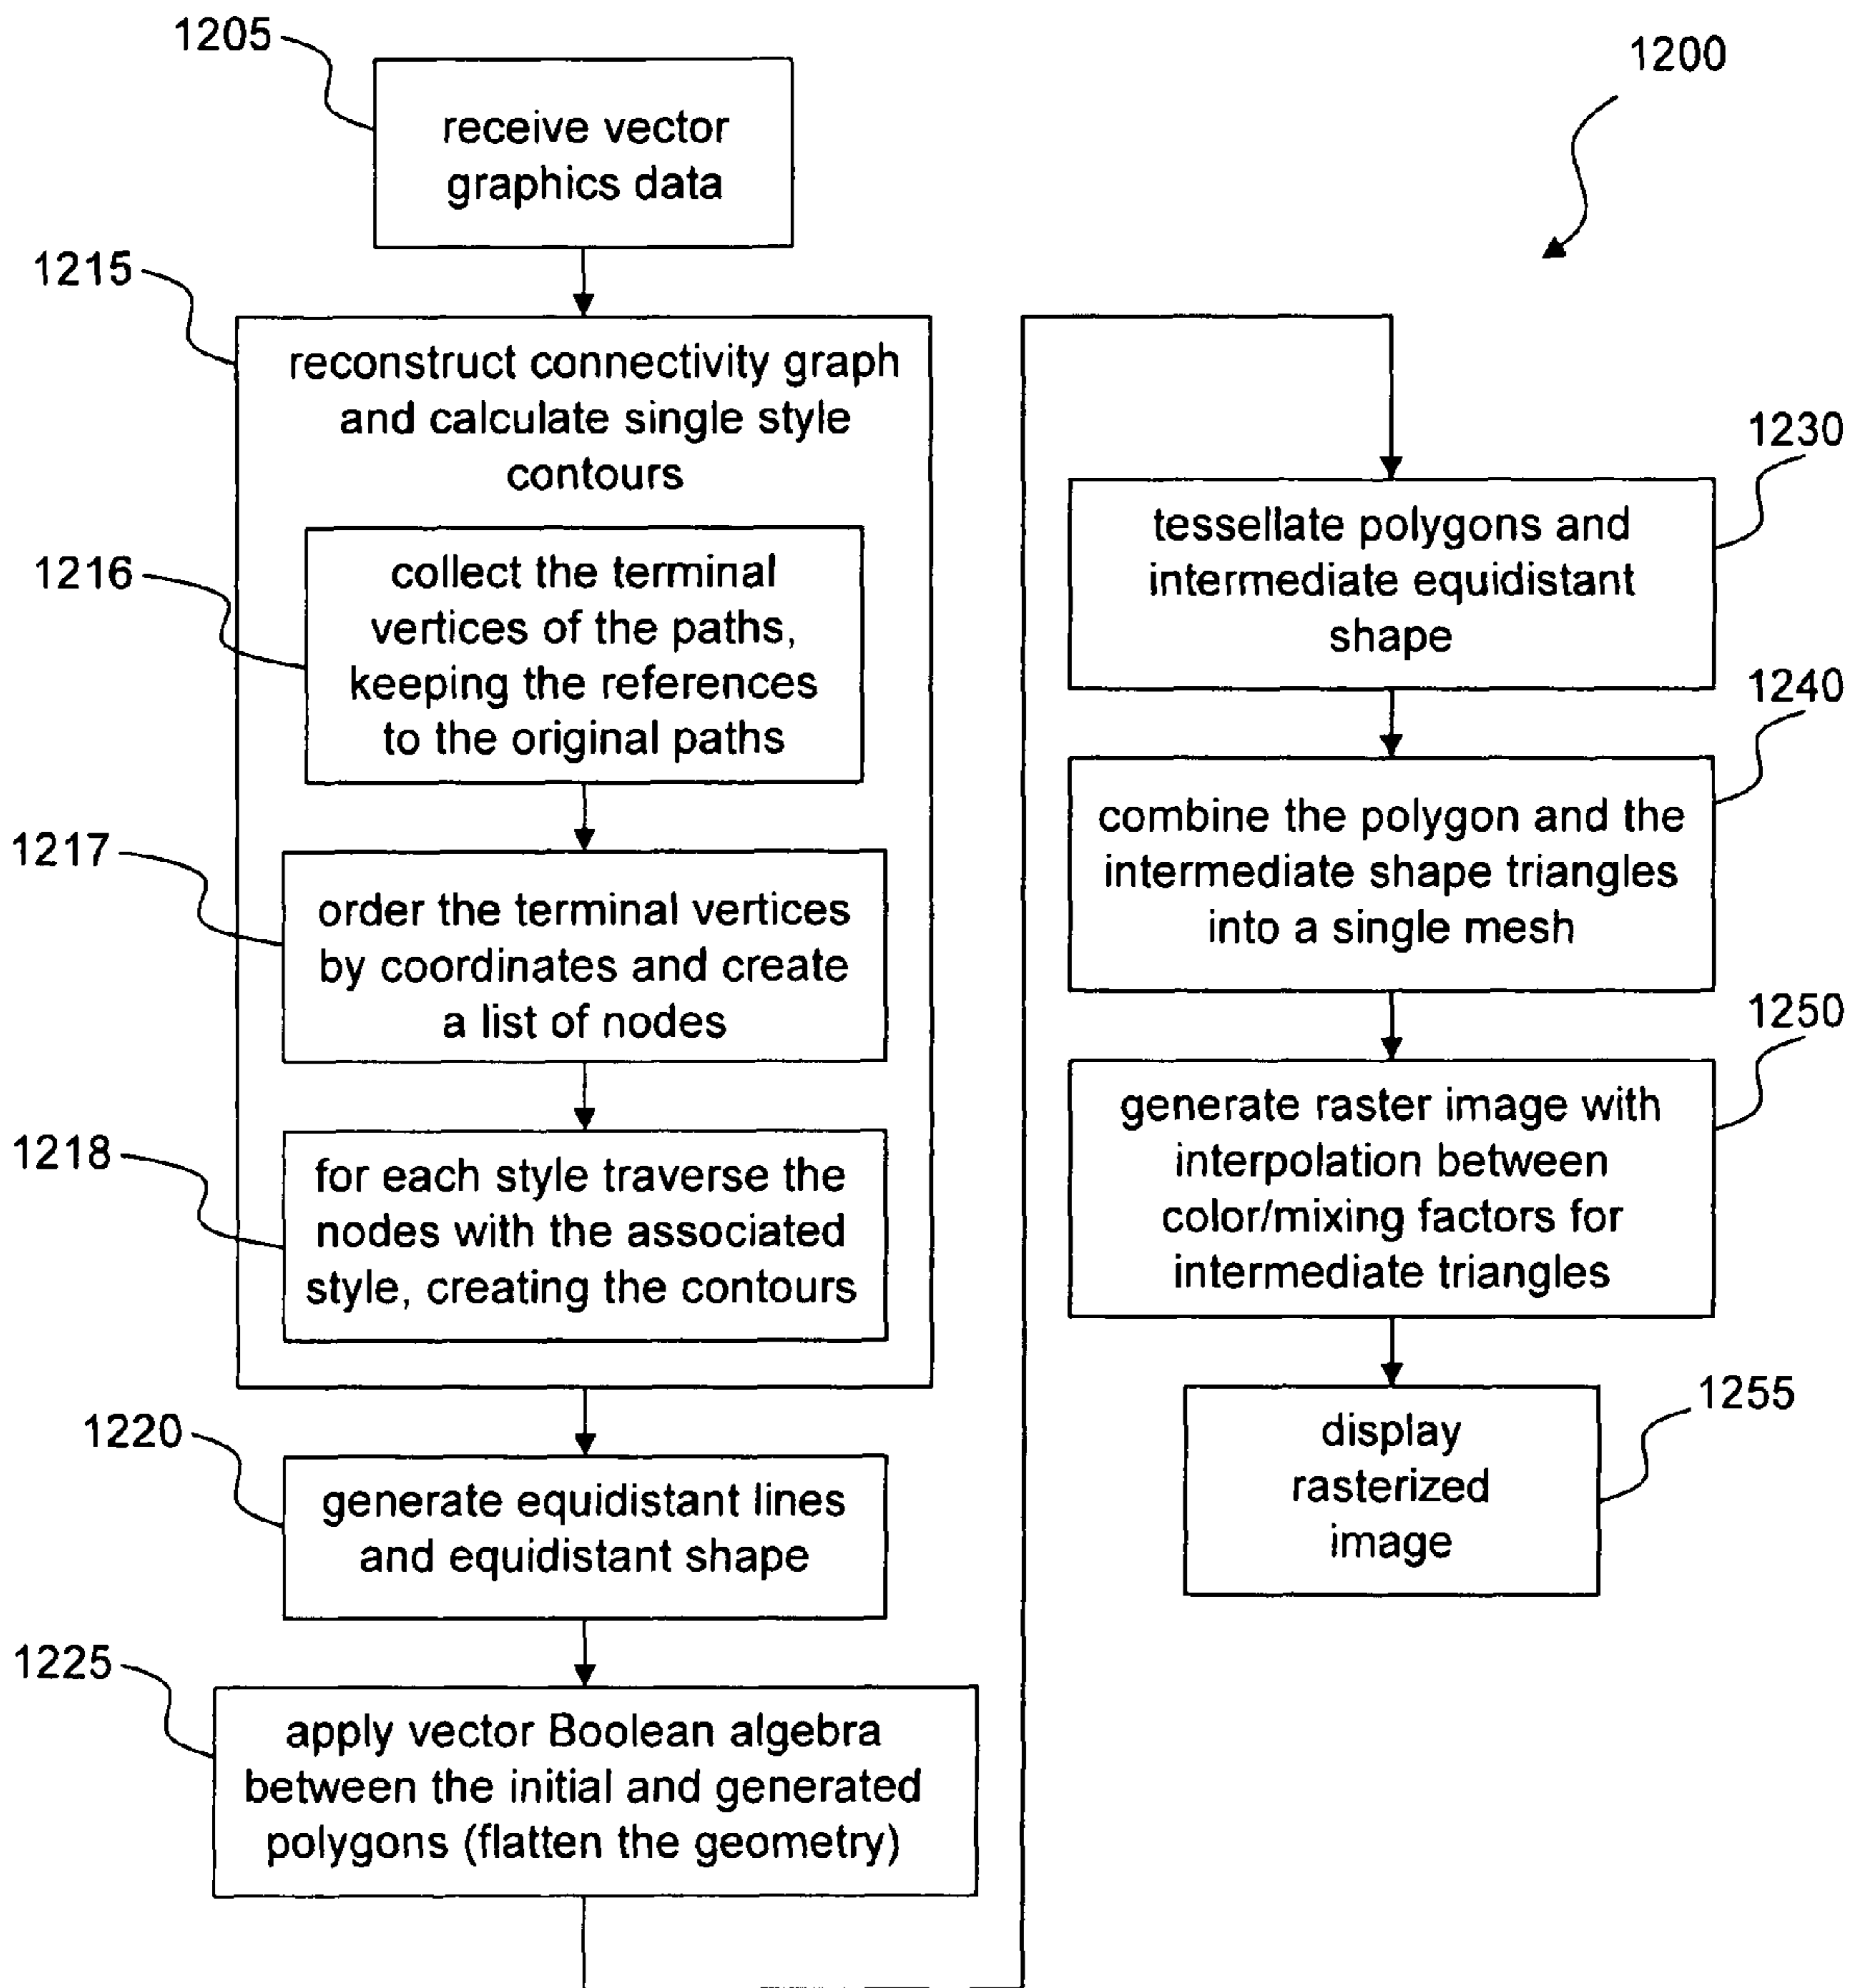 1205
receive vector
graphics data
1200
1215
reconstruct connectivity graph
and calculate single style
contours
1216
collect the terminal
vertices of the paths,
keeping the references
to the original paths
1217
order the terminal vertices
by coordinates and create
a list of nodes
1218
for each style traverse the
nodes with the associated
style, creating the contours
1220
generate equidistant lines
and equidistant shape
1225
apply vector Boolean algebra
between the initial and generated
polygons (flatten the geometry)
1230
tessellate polygons and
intermediate equidistant
shape
1240
combine the polygon and the
intermediate shape triangles
into a single mesh
1250
generate raster image with
interpolation between
color/mixing factors for
intermediate triangles
1255
display
rasterized
image